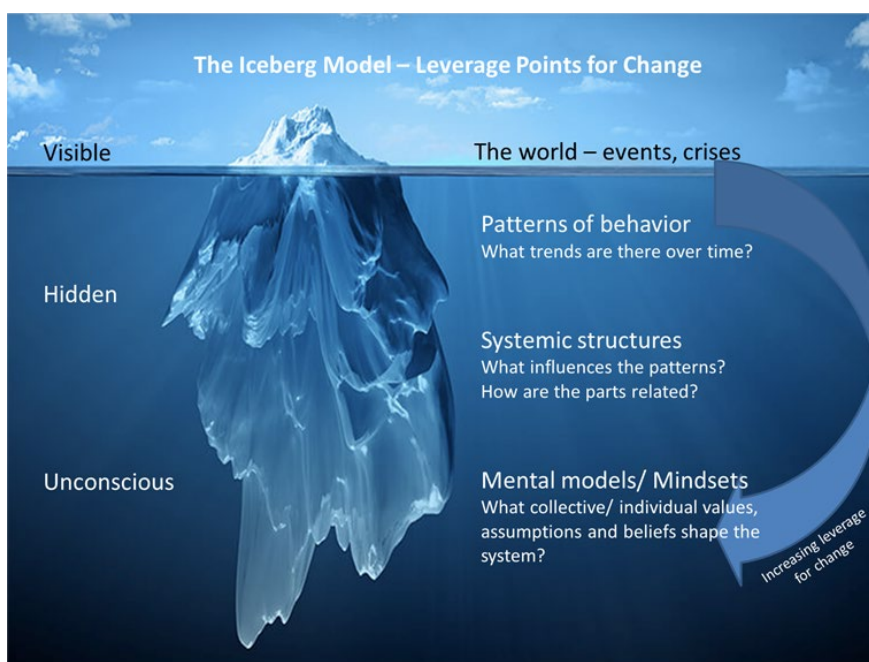 The Iceberg Model – Leverage Points for Change
Visible
The world – events, crises
Patterns of behavior
What trends are there over time?
Hidden
Systemic structures
What influences the patterns?
How are the parts related?
Unconscious
Mental models/ Mindsets
What collective/ individual values,
assumptions and beliefs shape the
system?
Increasing leverage
for change